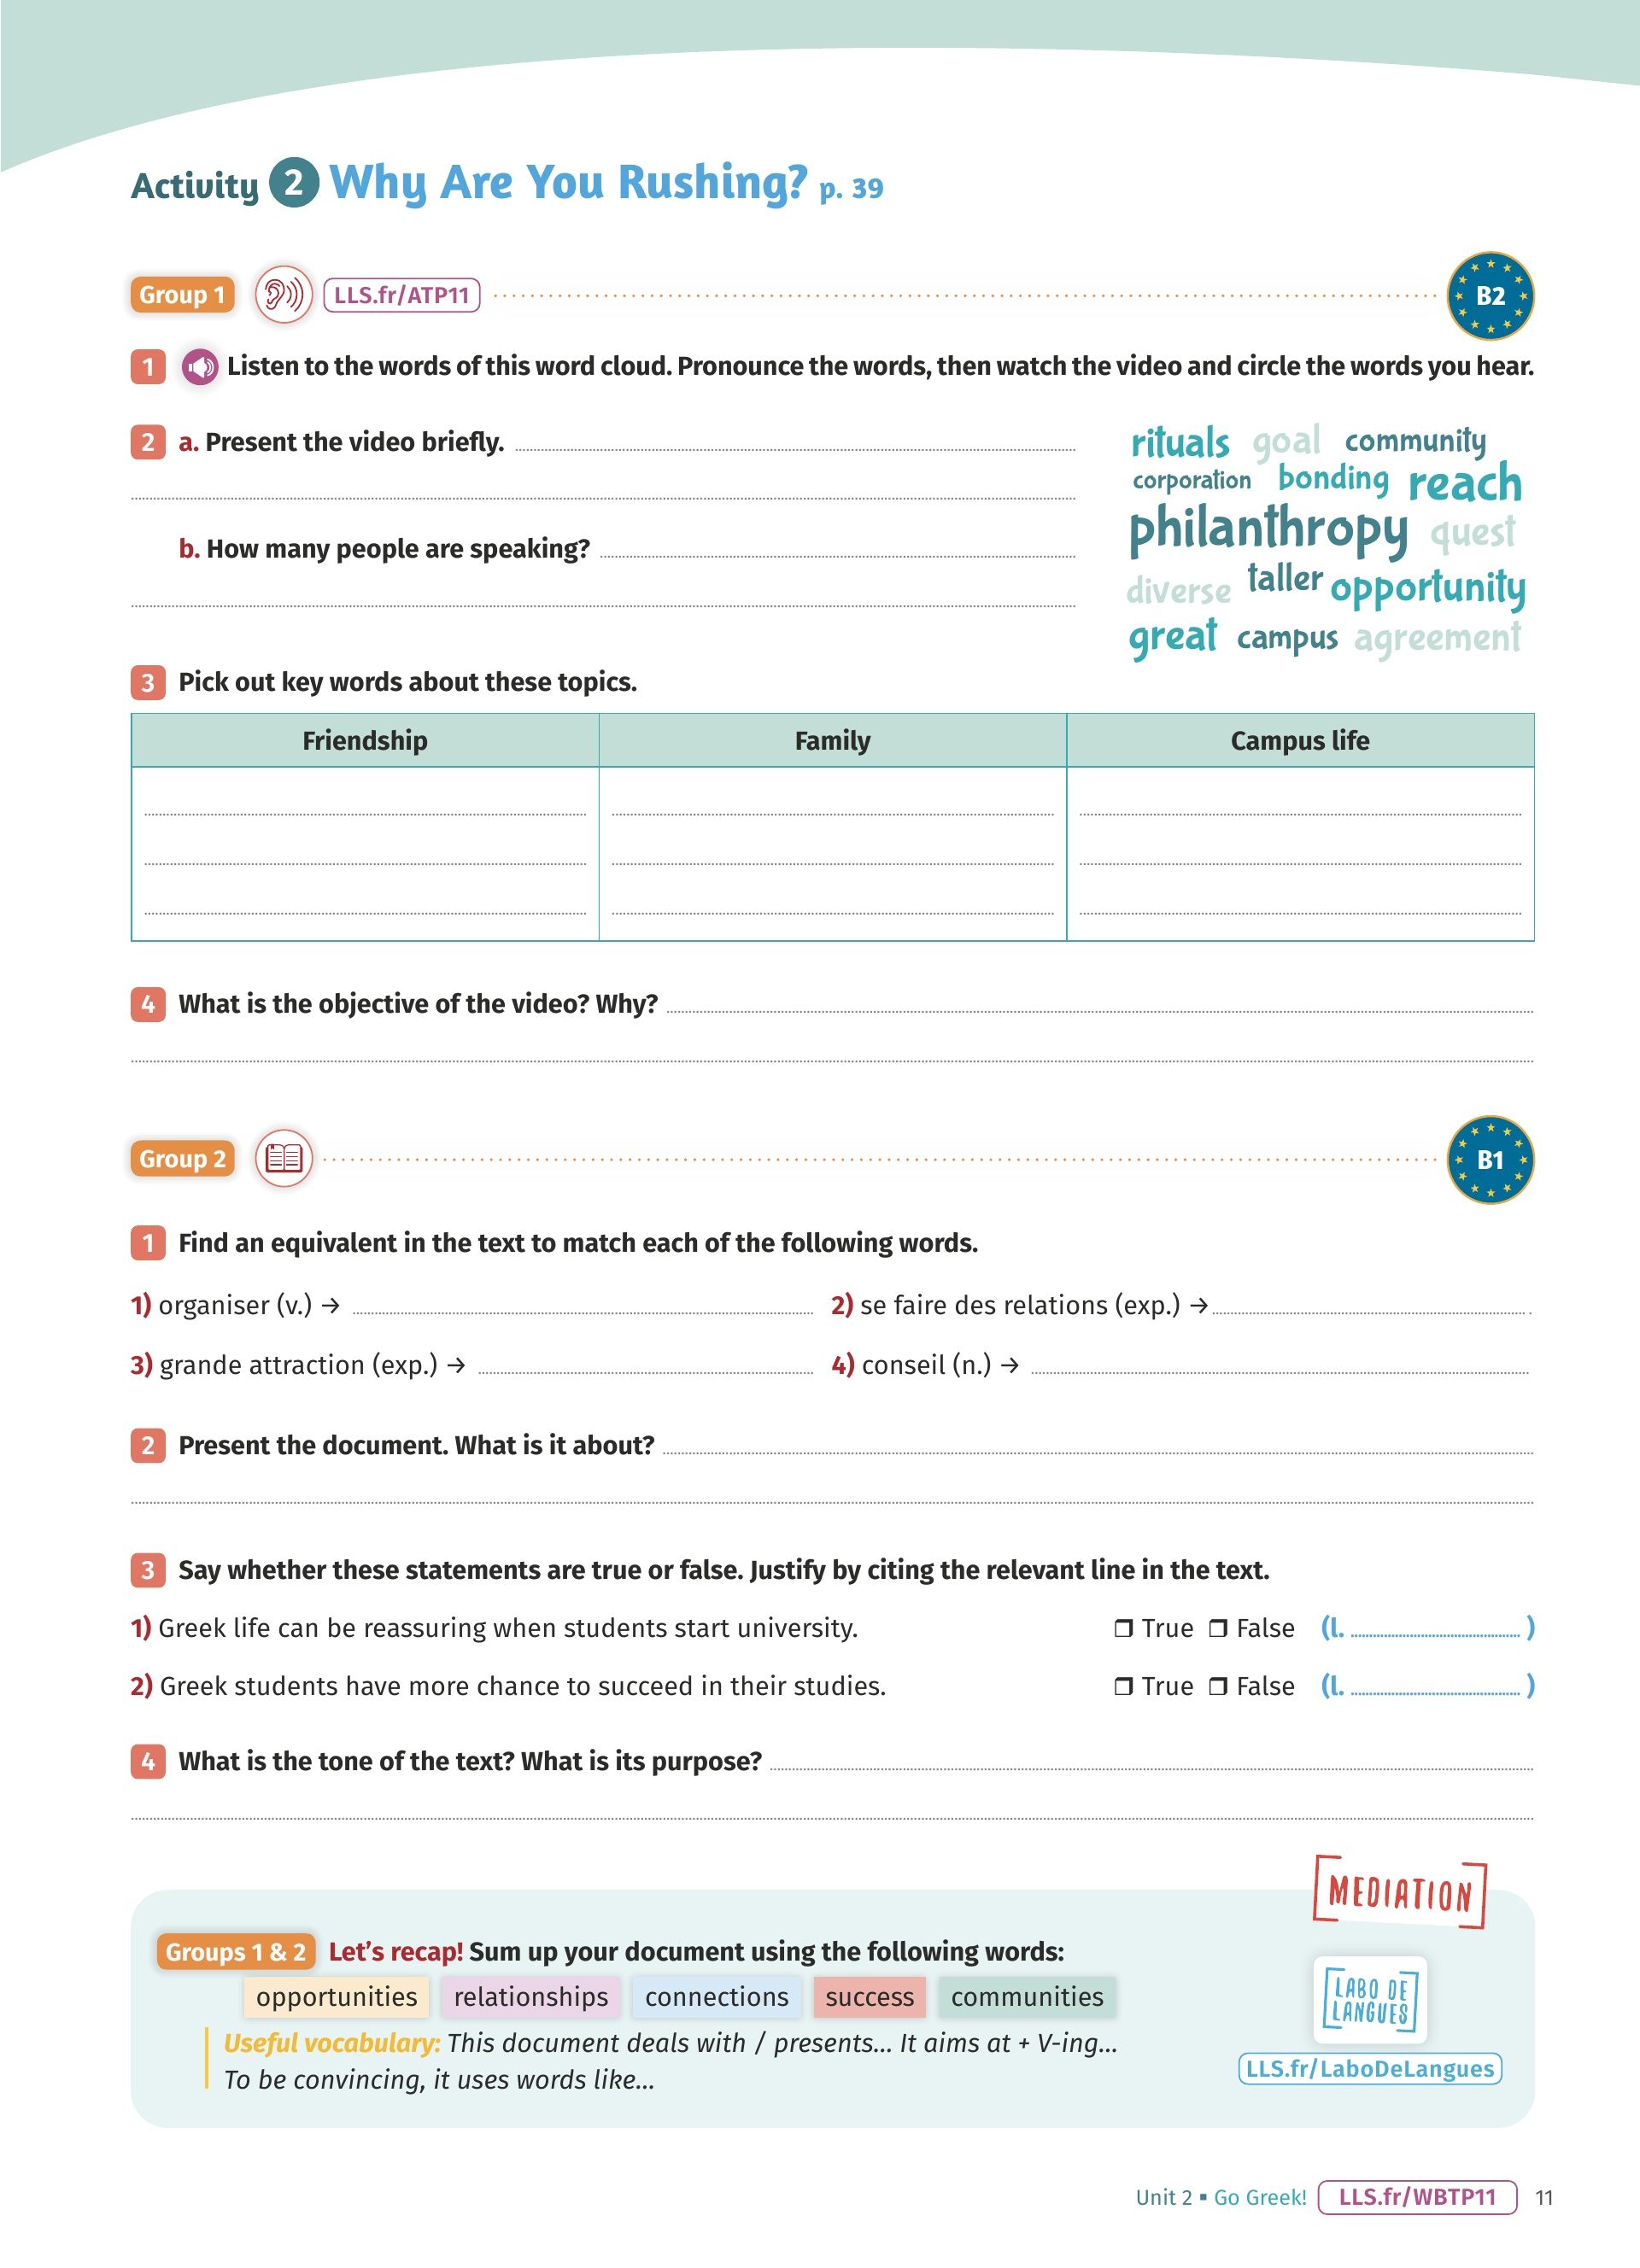 Activity 2 Why Are You Rushing? p. 39
Group 1 LLS.fr/ATP11 B2
1 Listen to the words of this word cloud. Pronounce the words, then watch the video and circle the words you hear.
2 a. Present the video briefly.
b. How many people are speaking?
rituals goal community
corporation bonding reach
philanthropy quest
diverse taller opportunity
great campus agreement
3 Pick out key words about these topics.
Friendship Family Campus life
4 What is the objective of the video? Why?
Group 2 B1
1 Find an equivalent in the text to match each of the following words.
1) organiser (v.) → 2) se faire des relations (exp.) →
3) grande attraction (exp.) → 4) conseil (n.) →
2 Present the document. What is it about?
3 Say whether these statements are true or false. Justify by citing the relevant line in the text.
1) Greek life can be reassuring when students start university. ❒ True ❒ False (l. )
2) Greek students have more chance to succeed in their studies. ❒ True ❒ False (l. )
4 What is the tone of the text? What is its purpose?
MEDIATION
Groups 1 & 2 Let's recap! Sum up your document using the following words:
opportunities relationships connections success communities
Useful vocabulary: This document deals with / presents... It aims at + V-ing...
To be convincing, it uses words like...
LABO DE
LANGUES
LLS.fr/LaboDeLangues
Unit 2 ▪ Go Greek! LLS.fr/WBTP11 11